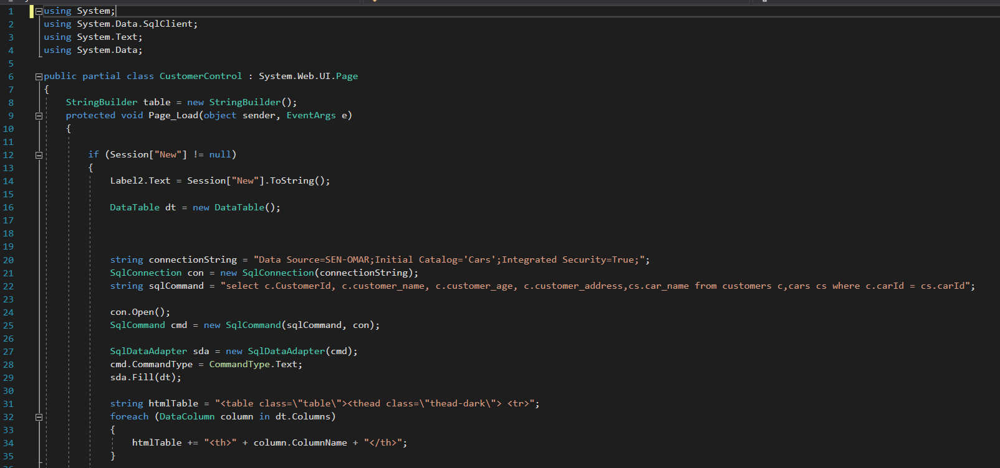 1 using System;
2 using System.Data.SqlClient;
3 using System.Text;
4 using System.Data;
5
6 public partial class CustomerControl : System.Web.UI.Page
7 {
8 StringBuilder table = new StringBuilder();
9 protected void Page_Load(object sender, EventArgs e)
10 {
11
12 if (Session["New"] != null)
13 {
14 Label2.Text = Session["New"].ToString();
15
16 DataTable dt = new DataTable();
17
18
19
20 string connectionString = "Data Source=SEN-OMAR;Initial Catalog='Cars';Integrated Security=True;";
21 SqlConnection con = new SqlConnection(connectionString);
22 string sqlCommand = "select c.CustomerId, c.customer_name, c.customer_age, c.customer_address,cs.car_name from customers c,cars cs where c.carId = cs.carId";
23
24 con.Open();
25 SqlCommand cmd = new SqlCommand(sqlCommand, con);
26
27 SqlDataAdapter sda = new SqlDataAdapter(cmd);
28 cmd.CommandType = CommandType.Text;
29 sda.Fill(dt);
30
31 string htmlTable = "<table class=\"table\"><thead class=\"thead-dark\"> <tr>";
32 foreach (DataColumn column in dt.Columns)
33 {
34 htmlTable += "<th>" + column.ColumnName + "</th>";
35 }